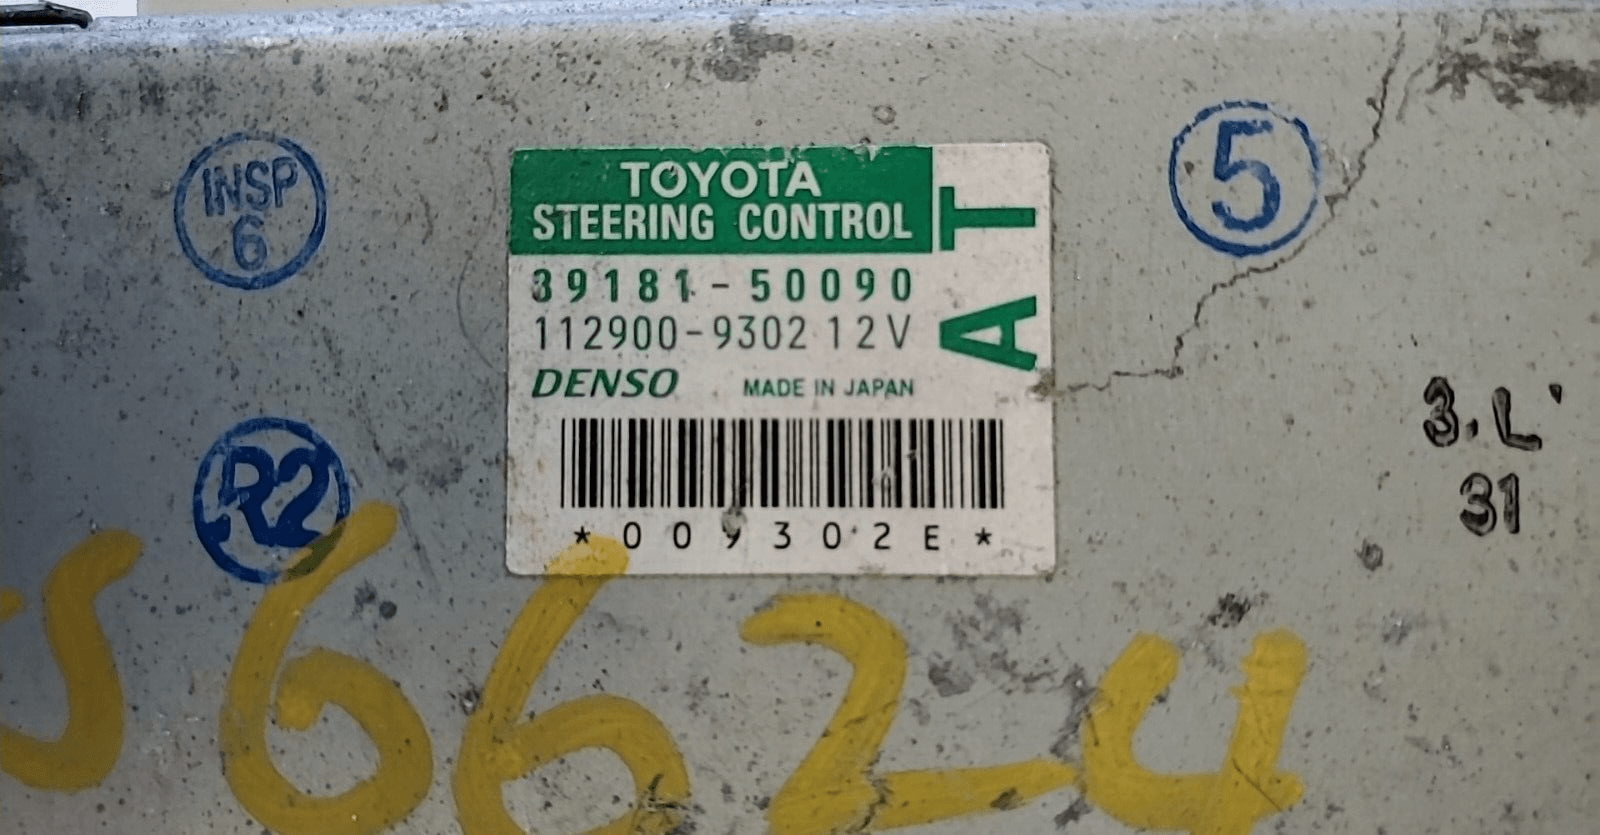 INSP
6
5
TOYOTA
STEERING CONTROL
AT
39181-50090
112900-9302 12V
DENSO MADE IN JAPAN
*009302E*
R2
3.L'
31
S6624